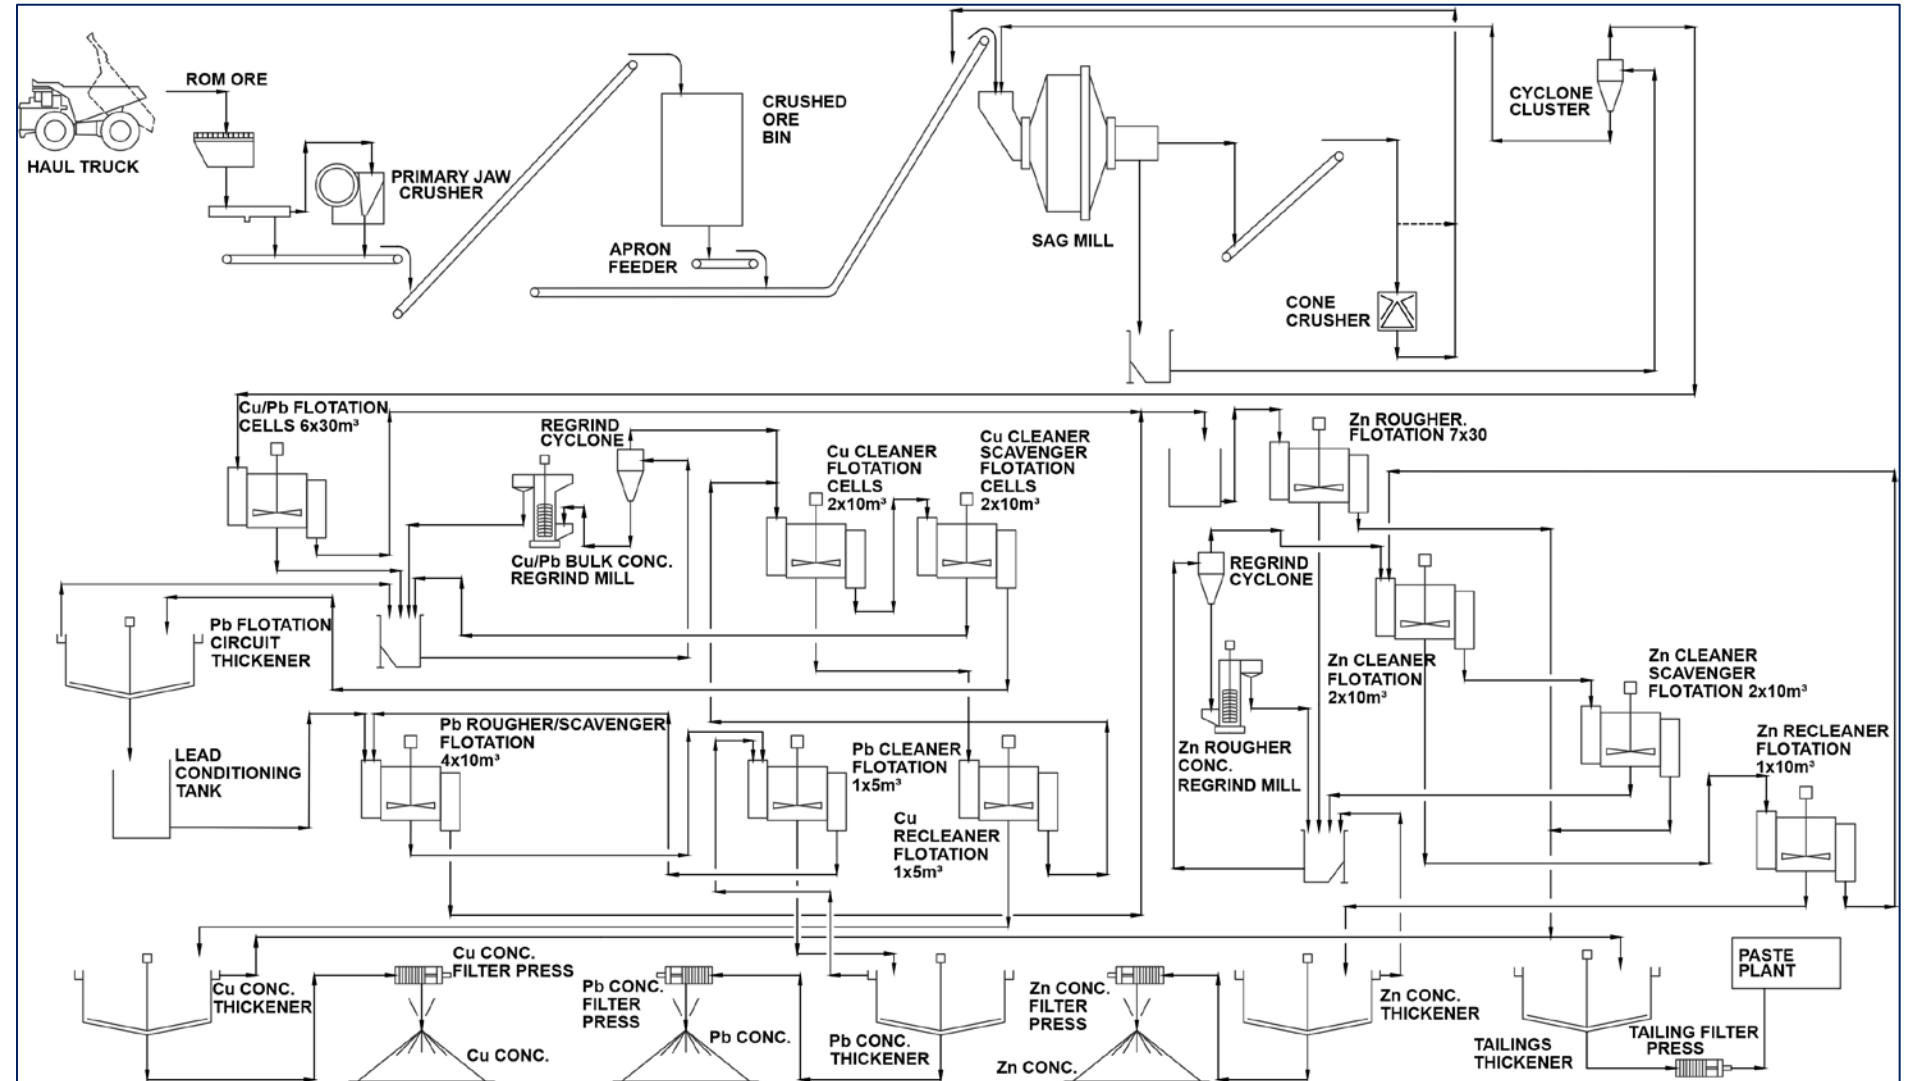 ROM ORE
HAUL TRUCK
PRIMARY JAW
CRUSHER
CRUSHED
ORE
BIN
APRON
FEEDER
SAG MILL
CYCLONE
CLUSTER
CONE
CRUSHER
Cu/Pb FLOTATION
CELLS 6x30m³
REGRIND
CYCLONE
Cu/Pb BULK CONC.
REGRIND MILL
Cu CLEANER
FLOTATION
CELLS
2x10m³
Cu CLEANER
SCAVENGER
FLOTATION
CELLS
2x10m³
Zn ROUGHER.
FLOTATION 7x30
REGRIND
CYCLONE
Pb FLOTATION
CIRCUIT
THICKENER
Zn CLEANER
FLOTATION
2x10m³
Zn CLEANER
SCAVENGER
FLOTATION 2x10m³
LEAD
CONDITIONING
TANK
Pb ROUGHER/SCAVENGER
FLOTATION
4x10m³
Pb CLEANER
FLOTATION
1x5m³
Cu
RECLEANER
FLOTATION
1x5m³
Zn ROUGHER
CONC.
REGRIND MILL
Zn RECLEANER
FLOTATION
1x10m³
Cu CONC.
THICKENER
Cu CONC.
FILTER PRESS
Cu CONC.
Pb CONC.
FILTER
PRESS
Pb CONC.
Pb CONC.
THICKENER
Zn CONC.
FILTER
PRESS
Zn CONC.
Zn CONC.
THICKENER
TAILINGS
THICKENER
TAILING FILTER
PRESS
PASTE
PLANT